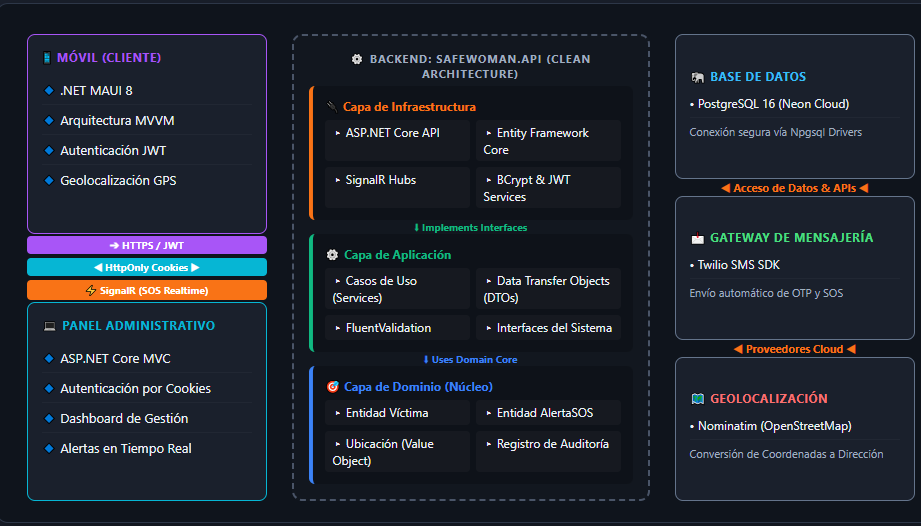 MÓVIL (CLIENTE)
.NET MAUI 8
Arquitectura MVVM
Autenticación JWT
Geolocalización GPS
➔ HTTPS / JWT
◀ HttpOnly Cookies ▶
⚡ SignalR (SOS Realtime)
PANEL ADMINISTRATIVO
ASP.NET Core MVC
Autenticación por Cookies
Dashboard de Gestión
Alertas en Tiempo Real
BACKEND: SAFEWOMAN.API (CLEAN
ARCHITECTURE)
Capa de Infraestructura
‣ ASP.NET Core API
‣ Entity Framework
Core
‣ SignalR Hubs
‣ BCrypt & JWT
Services
⬇ Implements Interfaces
Capa de Aplicación
‣ Casos de Uso
(Services)
‣ Data Transfer Objects
(DTOs)
‣ FluentValidation
‣ Interfaces del Sistema
⬇ Uses Domain Core
Capa de Dominio (Núcleo)
‣ Entidad Víctima
‣ Entidad AlertaSOS
‣ Ubicación (Value
Object)
‣ Registro de Auditoría
BASE DE DATOS
• PostgreSQL 16 (Neon Cloud)
Conexión segura vía Npgsql Drivers
◀ Acceso de Datos & APIs ◀
GATEWAY DE MENSAJERÍA
• Twilio SMS SDK
Envío automático de OTP y SOS
◀ Proveedores Cloud ◀
GEOLOCALIZACIÓN
• Nominatim (OpenStreetMap)
Conversión de Coordenadas a Dirección